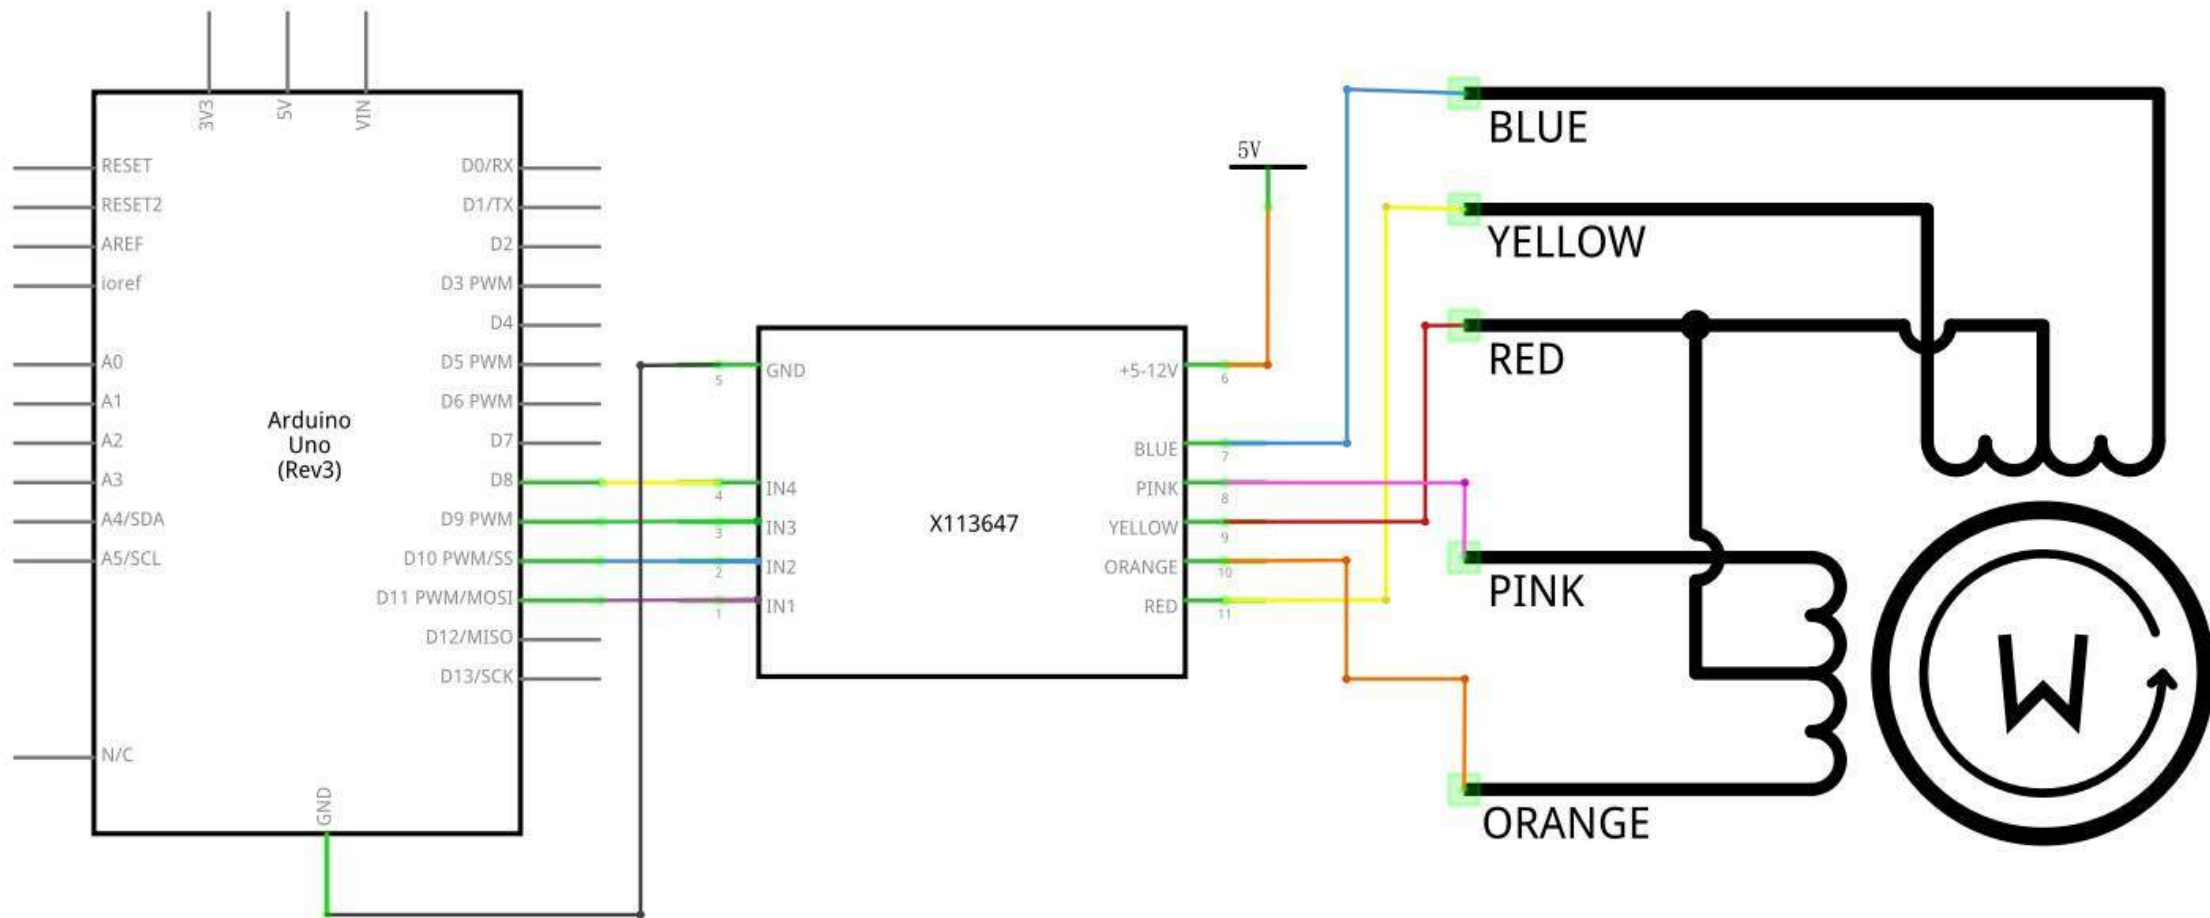 3V3
5V
VIN
RESET
RESET2
AREF
ioref
A0
A1
A2
A3
A4/SDA
A5/SCL
N/C
D0/RX
D1/TX
D2
D3 PWM
D4
D5 PWM
D6 PWM
D7
D8
D9 PWM
D10 PWM/SS
D11 PWM/MOSI
D12/MISO
D13/SCK
Arduino
Uno
(Rev3)
GND
5
4
3
2
1
GND
IN4
IN3
IN2
IN1
X113647
+5-12V
BLUE
PINK
YELLOW
ORANGE
RED
6
7
8
9
10
11
5V
BLUE
YELLOW
RED
PINK
ORANGE
M